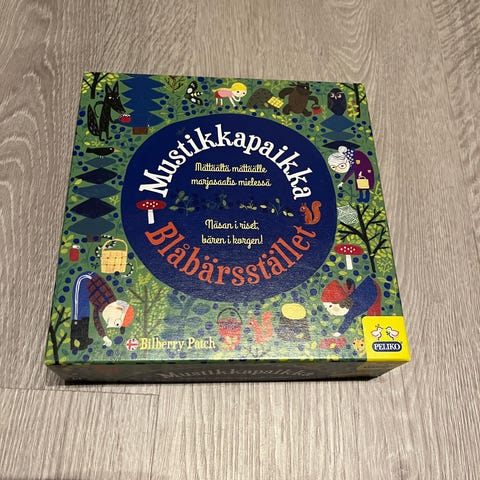 Mustikkapaikka
Mättäältä mättäälle
marjasaalis mielessä
Näsan i riset,
bären i korgen!
Blåbärsstället
Bilberry Patch
PELIKO
Mustikkapaikka